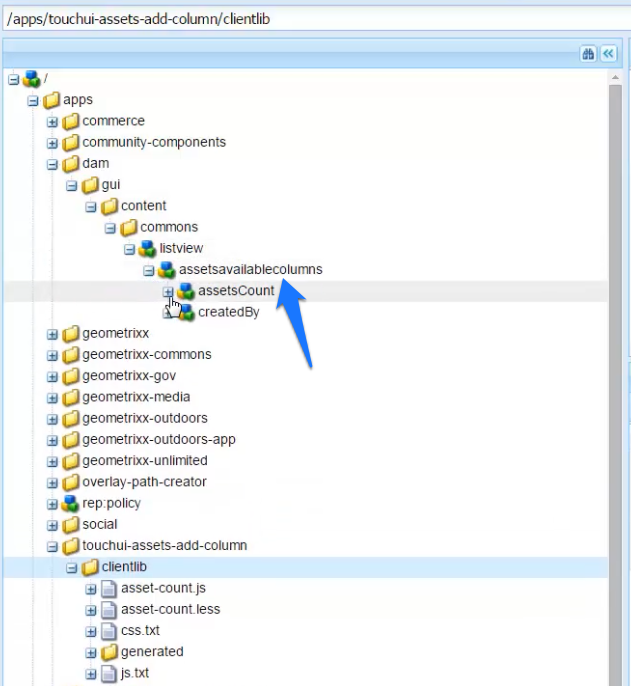 /apps/touchui-assets-add-column/clientlib
/
apps
commerce
community-components
dam
gui
content
commons
listview
assetsavailablecolumns
assetsCount
createdBy
geometrixx
geometrixx-commons
geometrixx-gov
geometrixx-media
geometrixx-outdoors
geometrixx-outdoors-app
geometrixx-unlimited
overlay-path-creator
rep:policy
social
touchui-assets-add-column
clientlib
asset-count.js
asset-count.less
css.txt
generated
js.txt